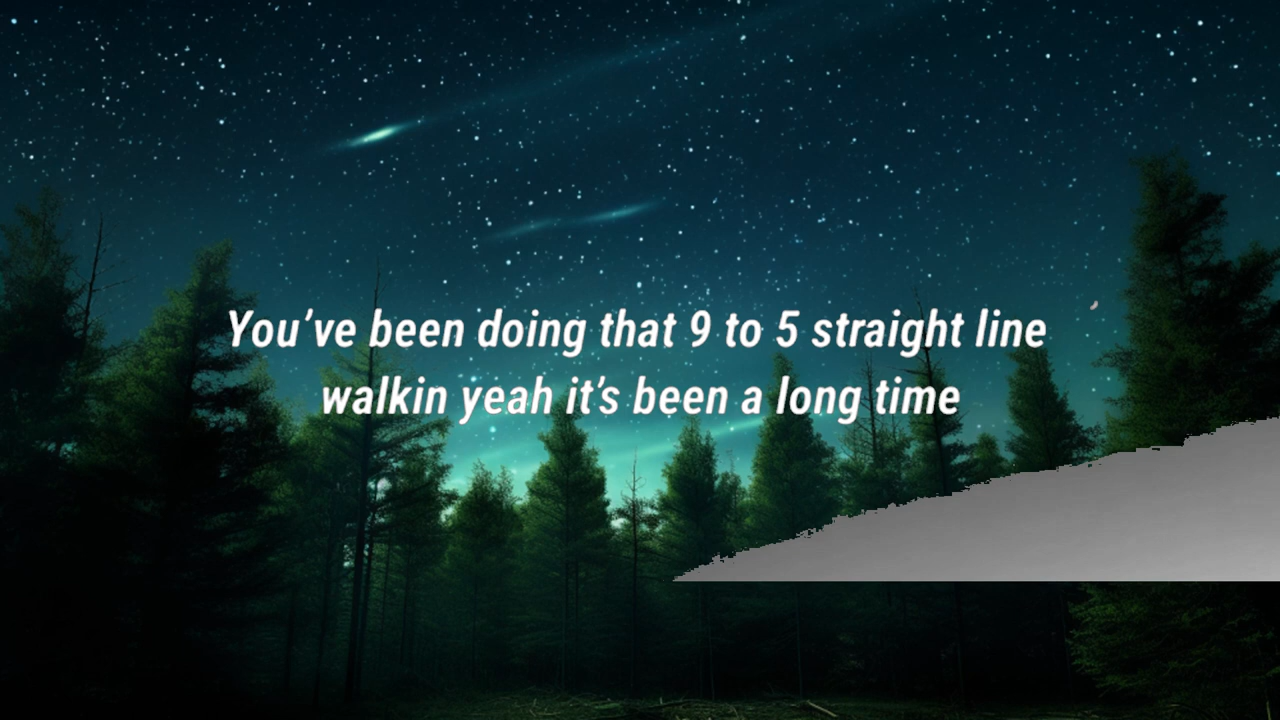 You’ve been doing that 9 to 5 straight line
walkin yeah it’s been a long time